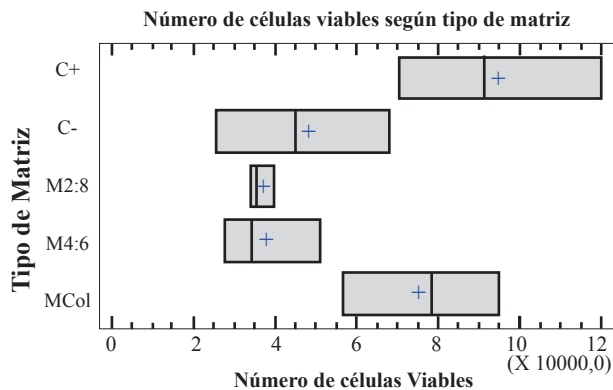 Número de células viables según tipo de matriz
Tipo de Matriz
C+
C-
M2:8
M4:6
MCol
0 2 4 6 8 10 12
(X 10000,0)
Número de células Viables